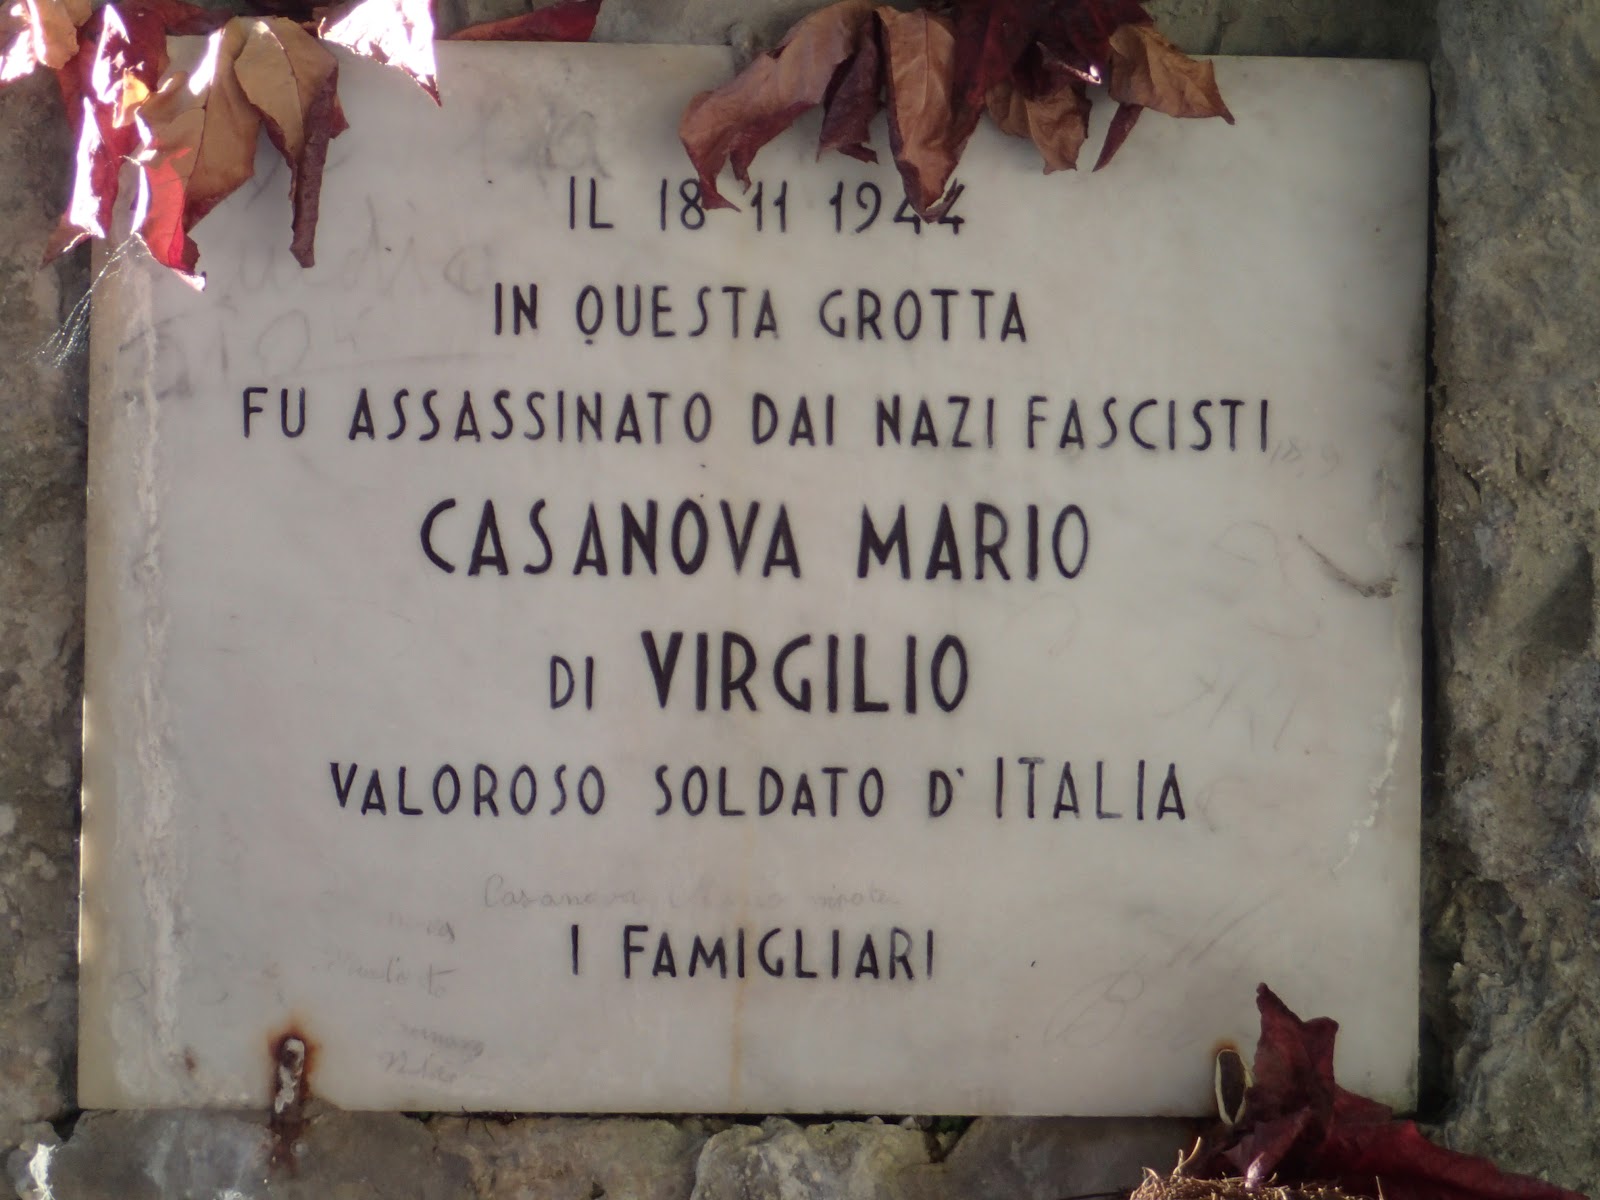 IL 18 11 1944
IN QUESTA GROTTA
FU ASSASSINATO DAI NAZI FASCISTI
CASANOVA MARIO
DI VIRGILIO
VALOROSO SOLDATO D'ITALIA
Casanova
I FAMIGLIARI